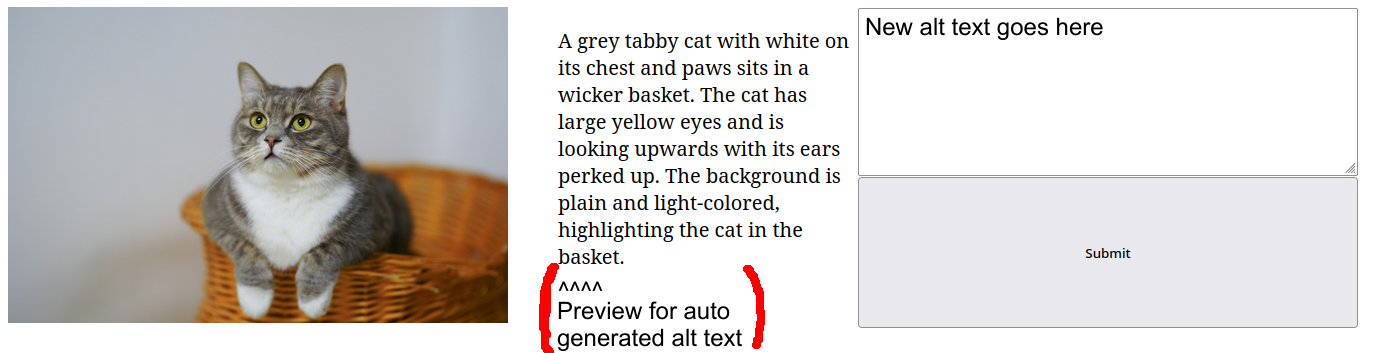 A grey tabby cat with white on
its chest and paws sits in a
wicker basket. The cat has
large yellow eyes and is
looking upwards with its ears
perked up. The background is
plain and light-colored,
highlighting the cat in the
basket.
^^^^
Preview for auto
generated alt text
New alt text goes here
Submit